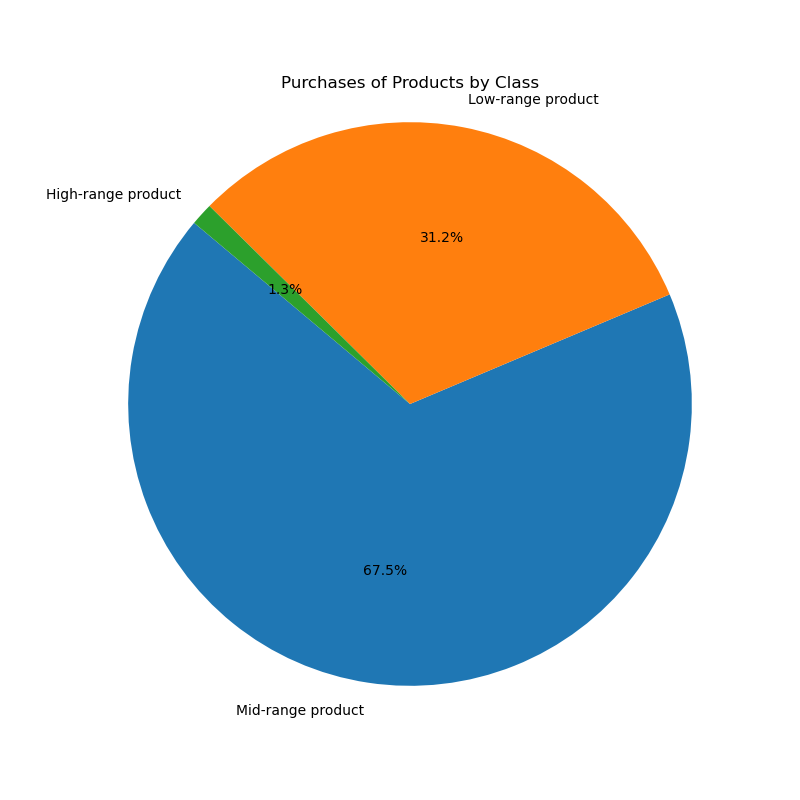 Purchases of Products by Class
Low-range product
High-range product
31.2%
1.3%
67.5%
Mid-range product